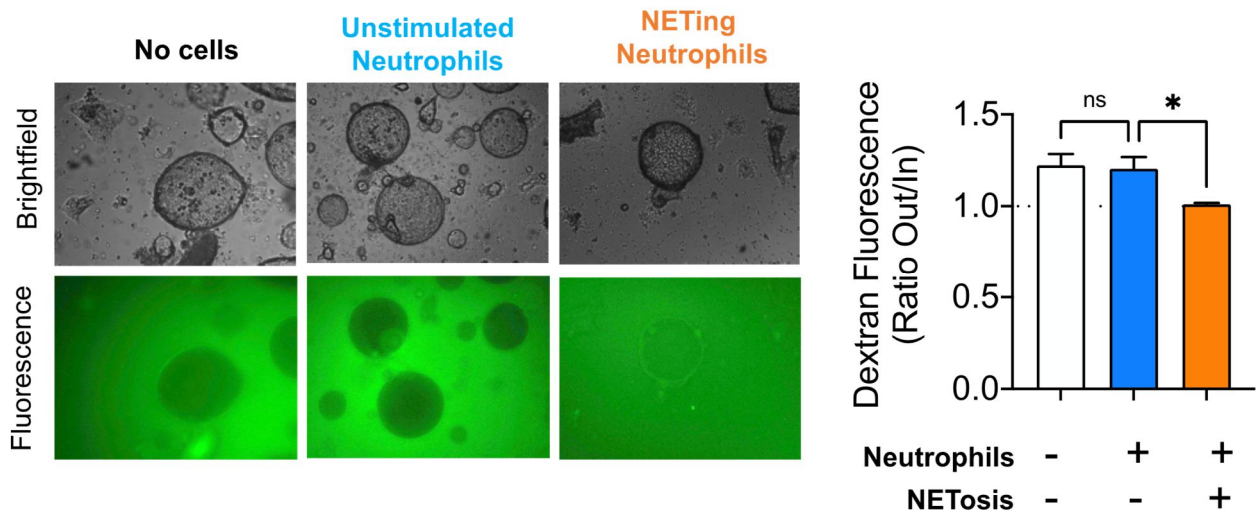 No cells
Unstimulated
Neutrophils
NETing
Neutrophils
Brightfield
Fluorescence
Dextran Fluorescence
(Ratio Out/In)
1.5
1.0
0.5
0.0
ns
*
Neutrophils - + +
NETosis - - +